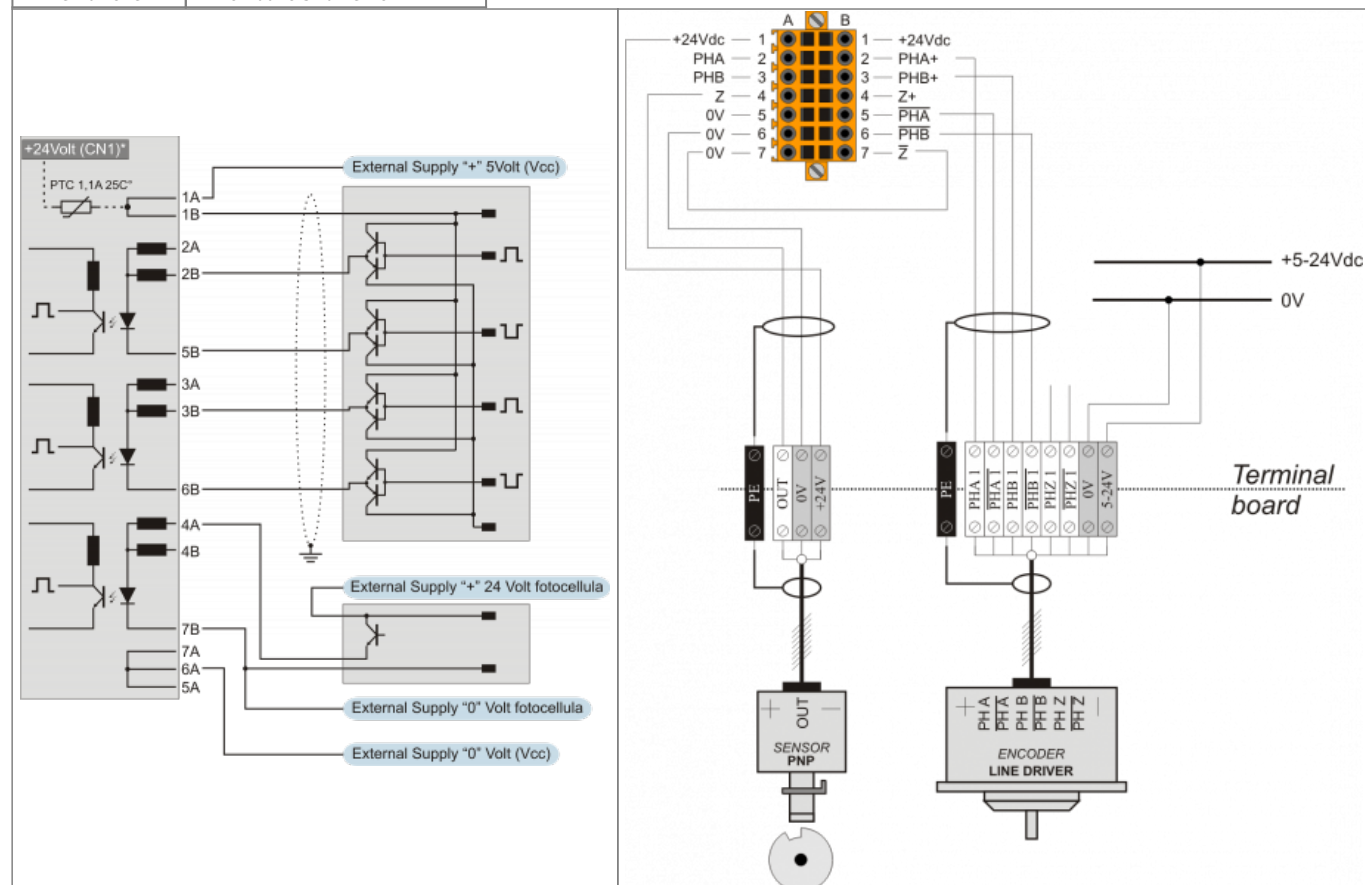 +24Volt (CN1)*
PTC 1,1A 25C"
1A
1B
2A
2B
5B
3A
3B
6B
4A
4B
7B
7A
6A
5A
External Supply "+" 5Volt (Vcc)
External Supply "+" 24 Volt fotocellula
External Supply "0" Volt fotocellula
External Supply "0" Volt (Vcc)
A B
+24Vdc 1 1 +24Vdc
PHA 2 2 PHA+
PHB 3 3 PHB+
Z 4 4 Z+
0V 5 5 PHA
0V 6 6 PHB
0V 7 7 Z
+5-24Vdc
0V
PE OUT 0V +24V
PE PHA 1 PHA 1 PHB 1 PHB 1 PHZ 1 PHZ 1 0V 5-24V
Terminal
board
+ OUT −
SENSOR
PNP
+ PH A PH A PH B PH B PH Z PH Z −
ENCODER
LINE DRIVER